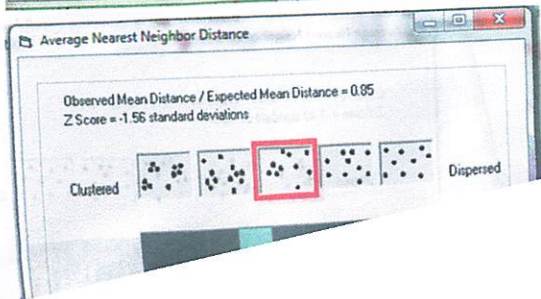 Average Nearest Neighbor Distance
Observed Mean Distance / Expected Mean Distance = 0.85
Z Score = -1.56 standard deviations
Clustered
Dispersed